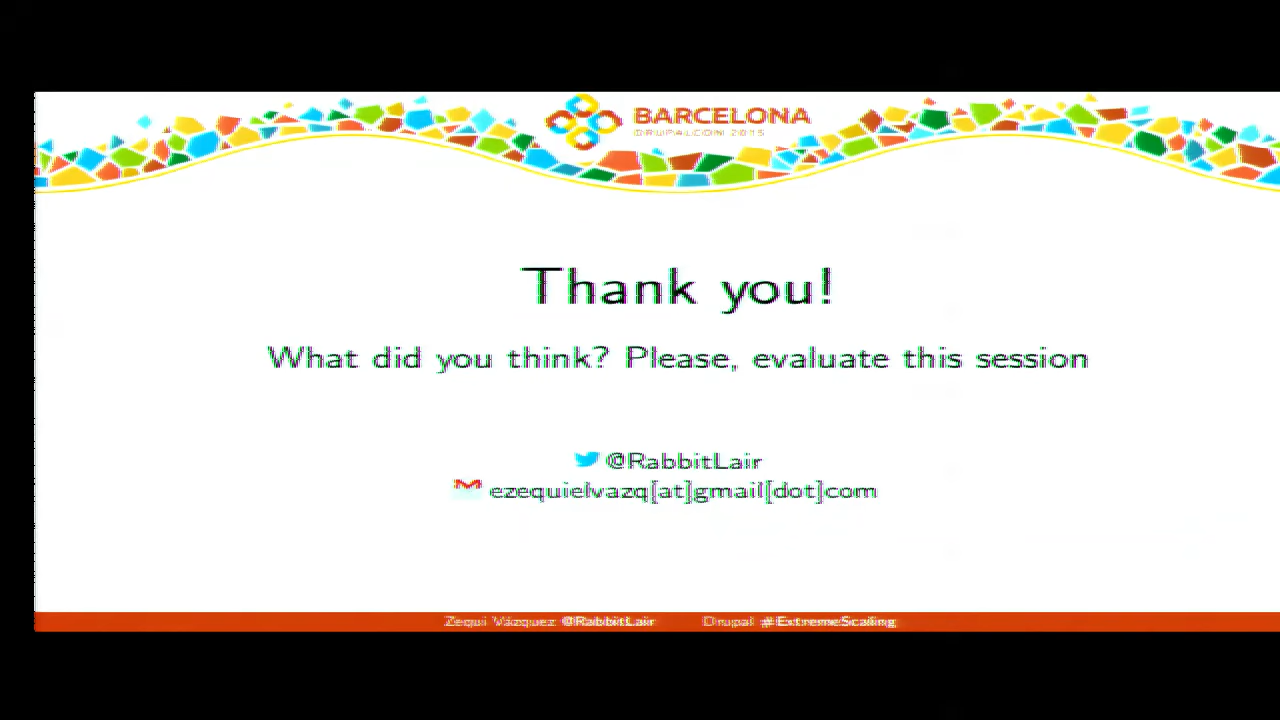 BARCELONA
DRUPALCON 2015
Thank you!
What did you think? Please, evaluate this session
@RabbitLair
ezequielvazq[at]gmail[dot]com
Zequi Vázquez @RabbitLair Drupal #ExtremeScaling